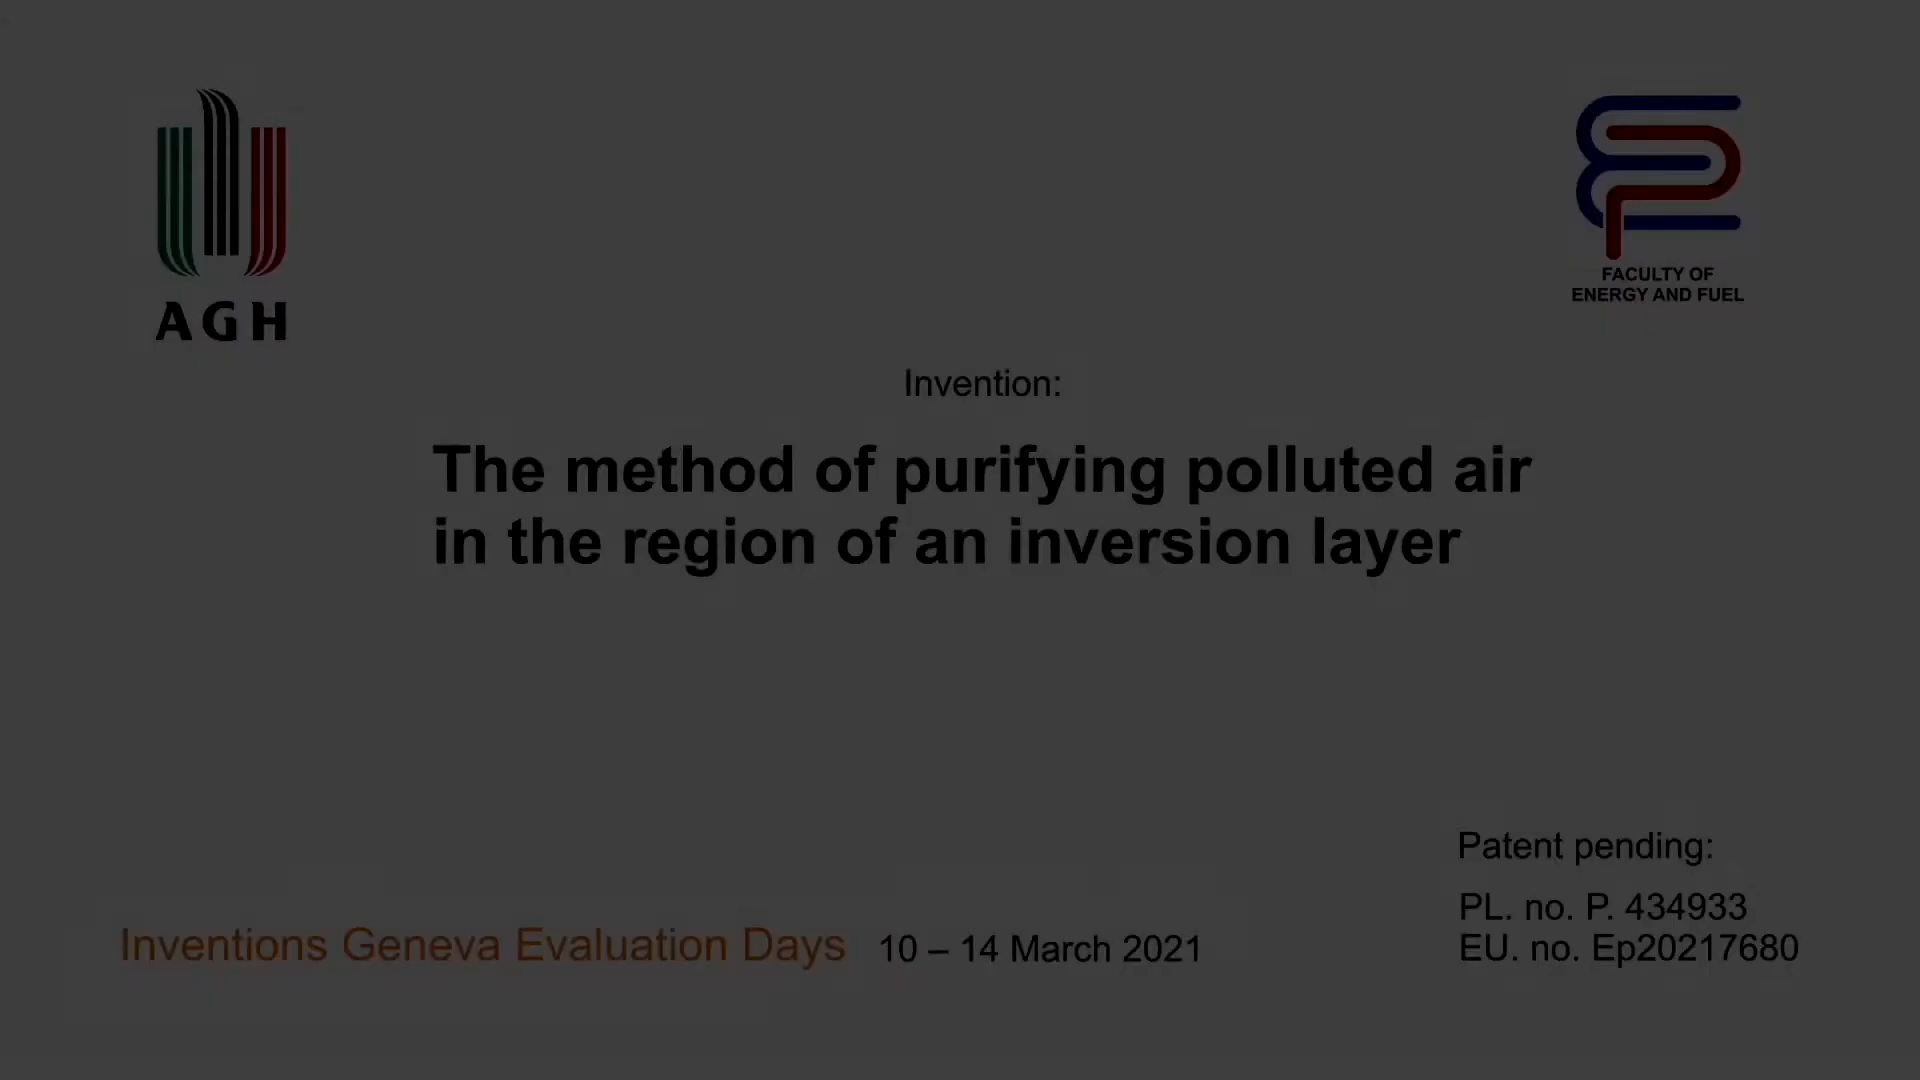 AGH
FACULTY OF
ENERGY AND FUEL
Invention:
The method of purifying polluted air
in the region of an inversion layer
Patent pending:
PL. no. P. 434933
EU. no. Ep20217680
Inventions Geneva Evaluation Days 10 – 14 March 2021